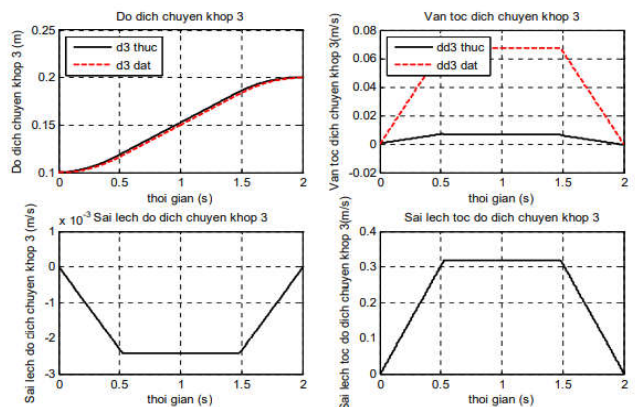 Do dich chuyen khop 3
Do dich chuyen khop 3 (m)
0.25
0.2
0.15
0.1
d3 thuc
d3 dat
0 0.5 1 1.5 2
thoi gian (s)
Van toc dich chuyen khop 3
Van toc dich chuyen khop 3(m/s)
0.08
0.06
0.04
0.02
0
-0.02
dd3 thuc
dd3 dat
0 0.5 1 1.5 2
thoi gian (s)
x 10-3 Sai lech do dich chuyen khop 3
Sai lech do dich chuyen khop 3 (m/s)
1
0
-1
-2
-3
0 0.5 1 1.5 2
thoi gian (s)
Sai lech toc do dich chuyen khop 3
Sai lech toc do dich chuyen khop 3(m/s)
0.4
0.3
0.2
0.1
0
0 0.5 1 1.5 2
thoi gian (s)